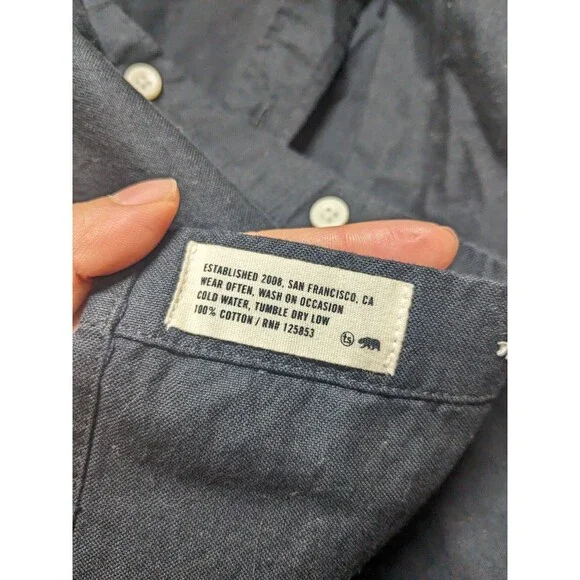 ESTABLISHED 2008, SAN FRANCISCO, CA
WEAR OFTEN, WASH ON OCCASION
COLD WATER, TUMBLE DRY LOW
100% COTTON / RN# 125853
ts